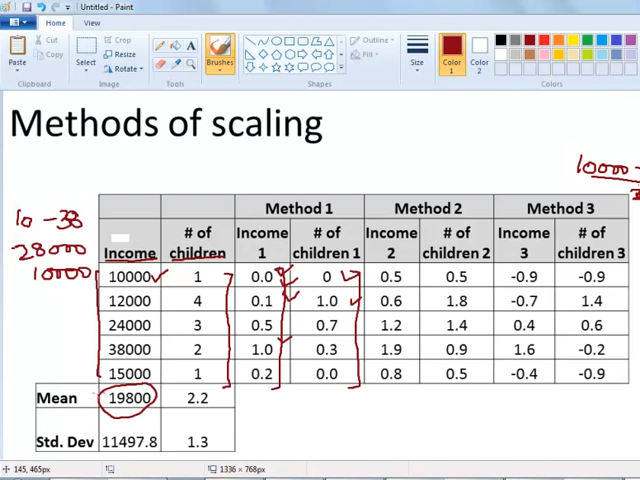 Untitled - Paint
Home View
Cut
Copy
Paste
Clipboard
Crop
Resize
Rotate
Select
Image
Tools
Brushes
Shapes
Outline
Fill
Size
Color 1
Color 2
Colors
Methods of scaling
10000
10 - 38
28000
10000
Method 1 Method 2 Method 3
Income # of children Income 1 # of children 1 Income 2 # of children 2 Income 3 # of children 3
10000 1 0.0 0 0.5 0.5 -0.9 -0.9
12000 4 0.1 1.0 0.6 1.8 -0.7 1.4
24000 3 0.5 0.7 1.2 1.4 0.4 0.6
38000 2 1.0 0.3 1.9 0.9 1.6 -0.2
15000 1 0.2 0.0 0.8 0.5 -0.4 -0.9
Mean 19800 2.2
Std. Dev 11497.8 1.3
145, 465px
1336 × 768px